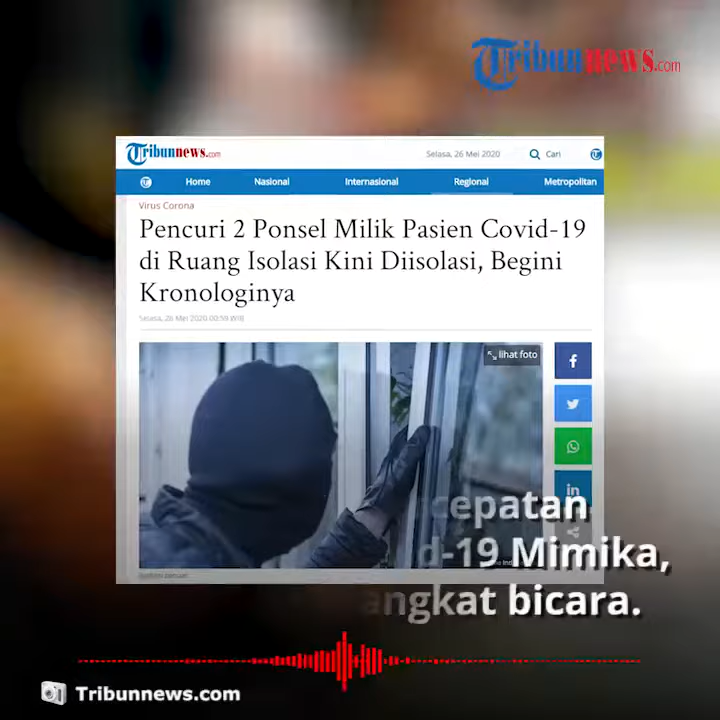 Tribunnews.com
Tribunnews.com
Selasa, 26 Mei 2020
Cari
Home Nasional Internasional Regional Metropolitan
Virus Corona
Pencuri 2 Ponsel Milik Pasien Covid-19
di Ruang Isolasi Kini Diisolasi, Begini
Kronologinya
Selasa, 26 Mei 2020 00:59 WIB
lihat foto
cepatan
d-19 Mimika,
angkat bicara.
Tribunnews.com